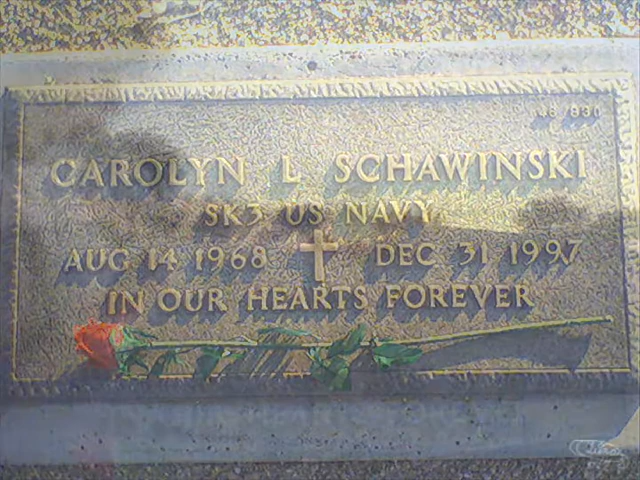 CAROLYN L SCHAWINSKI
SK3 US NAVY
AUG 14 1968 DEC 31 1997
IN OUR HEARTS FOREVER